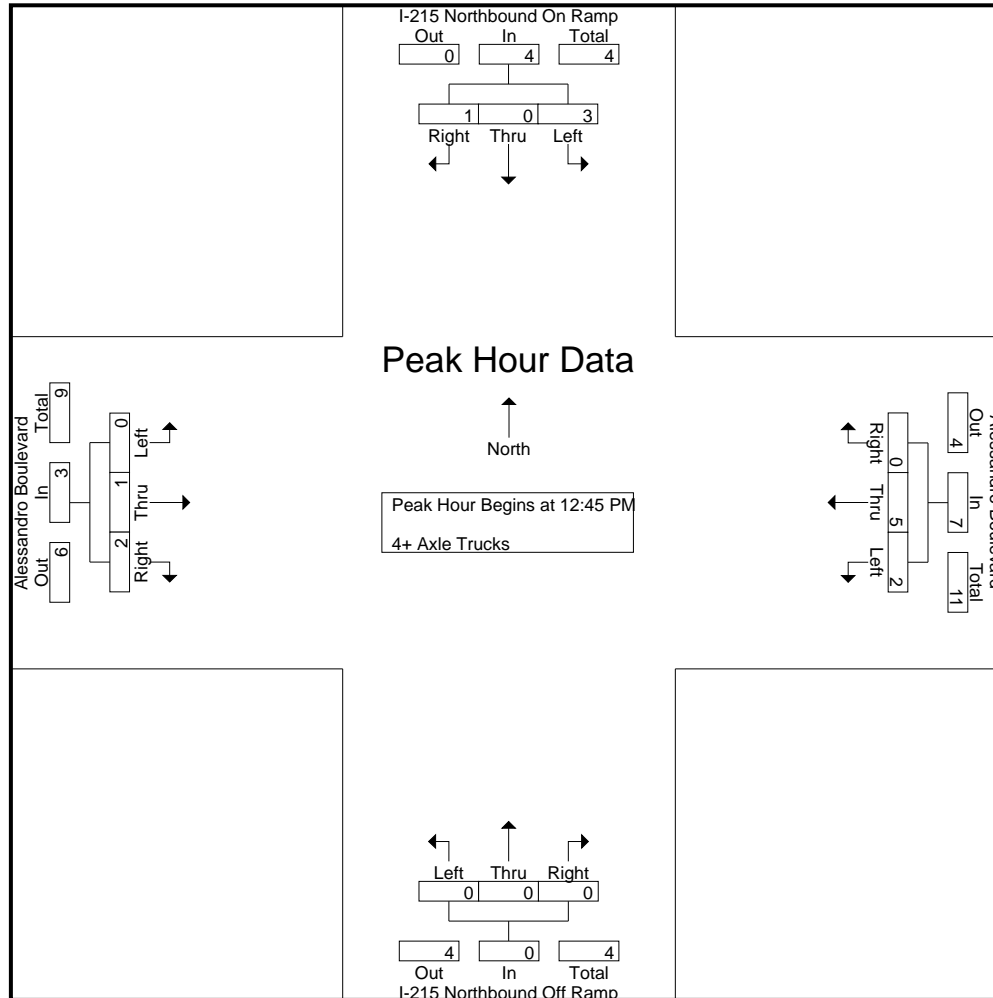 I-215 Northbound On Ramp
Out In Total
0 4 4
1 0 3
Right Thru Left
Peak Hour Data
North
Peak Hour Begins at 12:45 PM
4+ Axle Trucks
Alessandro Boulevard
Out In Total
6 3 9
Right Thru Left
2 1 0
Out In Total
4 7 11
Right Thru Left
0 5 2
Left Thru Right
0 0 0
4 0 4
Out In Total
I-215 Northbound Off Ramp